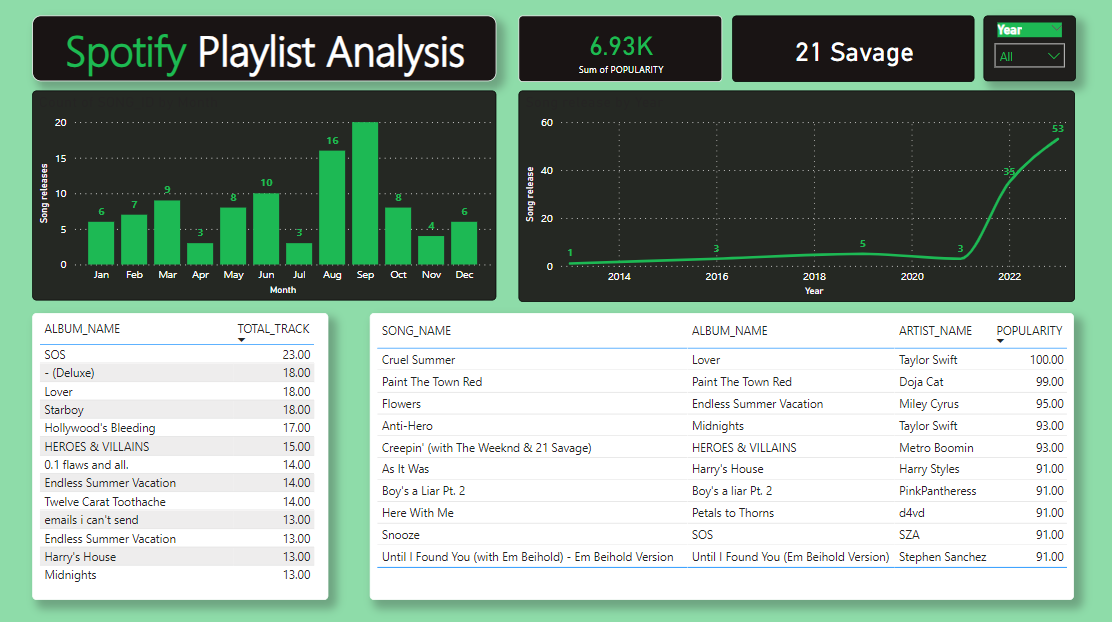 Spotify Playlist Analysis
6.93K
Sum of POPULARITY
21 Savage
Year
All
Song releases
20
15
10
5
0
6
7
9
3
8
10
3
16
8
4
6
Jan Feb Mar Apr May Jun Jul Aug Sep Oct Nov Dec
Month
Song release
60
40
20
0
1
3
5
3
35
53
2014 2016 2018 2020 2022
Year
ALBUM_NAME TOTAL_TRACK
SOS 23.00
- (Deluxe) 18.00
Lover 18.00
Starboy 18.00
Hollywood's Bleeding 17.00
HEROES & VILLAINS 15.00
0.1 flaws and all. 14.00
Endless Summer Vacation 14.00
Twelve Carat Toothache 14.00
emails i can't send 13.00
Endless Summer Vacation 13.00
Harry's House 13.00
Midnights 13.00
SONG_NAME ALBUM_NAME ARTIST_NAME POPULARITY
Cruel Summer Lover Taylor Swift 100.00
Paint The Town Red Paint The Town Red Doja Cat 99.00
Flowers Endless Summer Vacation Miley Cyrus 95.00
Anti-Hero Midnights Taylor Swift 93.00
Creepin' (with The Weeknd & 21 Savage) HEROES & VILLAINS Metro Boomin 93.00
As It Was Harry's House Harry Styles 91.00
Boy's a Liar Pt. 2 Boy's a liar Pt. 2 PinkPantheress 91.00
Here With Me Petals to Thorns d4vd 91.00
Snooze SOS SZA 91.00
Until I Found You (with Em Beihold) - Em Beihold Version Until I Found You (Em Beihold Version) Stephen Sanchez 91.00